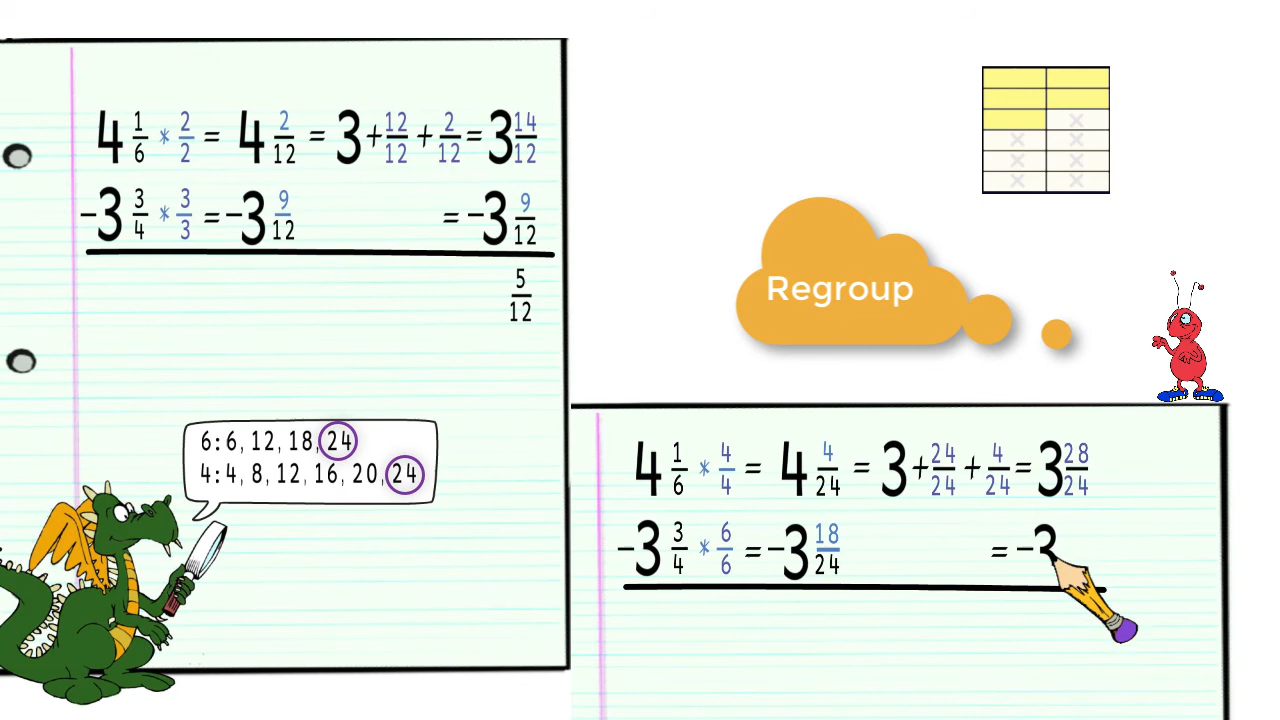 4 1/6 * 2/2 = 4 2/12 = 3 + 12/12 + 2/12 = 3 14/12
-3 3/4 * 3/3 = -3 9/12 = -3 9/12
5/12
6: 6, 12, 18, 24
4: 4, 8, 12, 16, 20, 24
Regroup
4 1/6 * 4/4 = 4 4/24 = 3 + 24/24 + 4/24 = 3 28/24
-3 3/4 * 6/6 = -3 18/24 = -3